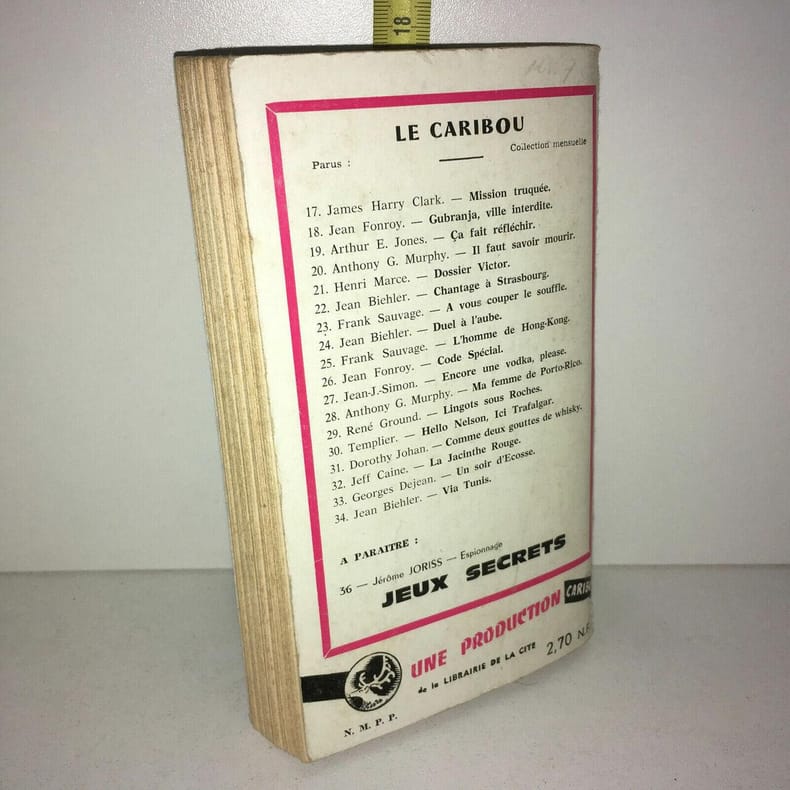 18
LE CARIBOU
Collection mensuelle
Parus :
17. James Harry Clark. — Mission truquée.
18. Jean Fonroy. — Gubranja, ville interdite.
19. Arthur E. Jones. — Ça fait réfléchir.
20. Anthony G. Murphy. — Il faut savoir mourir.
21. Henri Marce. — Dossier Victor.
22. Jean Biehler. — Chantage à Strasbourg.
23. Frank Sauvage. — A vous couper le souffle.
24. Jean Biehler. — Duel à l'aube.
25. Frank Sauvage. — L'homme de Hong-Kong.
26. Jean Fonroy. — Code Spécial.
27. Jean-J.-Simon. — Encore une vodka, please.
28. Anthony G. Murphy. — Ma femme de Porto-Rico.
29. René Ground. — Lingots sous Roches.
30. Templier. — Hello Nelson, Ici Trafalgar.
31. Dorothy Johan. — Comme deux gouttes de whisky.
32. Jeff Caine. — La Jacinthe Rouge.
33. Georges Dejean. — Un soir d'Ecosse.
34. Jean Biehler. — Via Tunis.
A PARAITRE :
36 — Jérôme JORISS — Espionnage
JEUX SECRETS
UNE PRODUCTION
de la LIBRAIRIE DE LA CITE 2,70 N.F.
N. M. P. P.